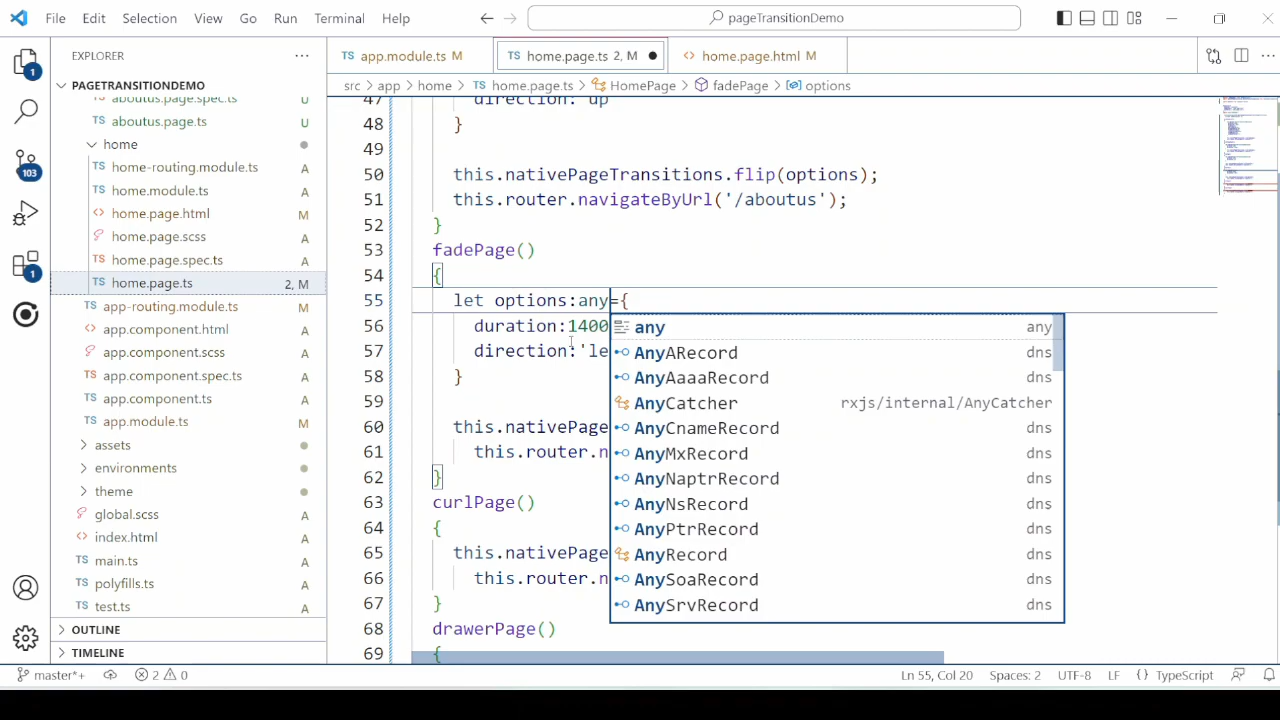 File Edit Selection View Go Run Terminal Help
pageTransitionDemo
EXPLORER
PAGETRANSITIONDEMO
aboutus.page.spec.ts U
aboutus.page.ts U
home
home-routing.module.ts A
home.module.ts A
home.page.html M
home.page.scss A
home.page.spec.ts A
home.page.ts 2, M
app-routing.module.ts A
app.component.html A
app.component.scss A
app.component.spec.ts A
app.component.ts A
app.module.ts M
assets
environments
theme
global.scss A
index.html A
main.ts A
polyfills.ts A
test.ts A
OUTLINE
TIMELINE
1
103
1
app.module.ts M
home.page.ts 2, M
home.page.html M
src > app > home > home.page.ts > HomePage > fadePage > options
47 direction:'up
48 }
49
50 this.nativePageTransitions.flip(options);
51 this.router.navigateByUrl('/aboutus');
52 }
53 fadePage()
54 {
55 let options:any={
56 duration:1400
57 direction:'le
58 }
59
60 this.nativePage
61 this.router.n
62 }
63 curlPage()
64 {
65 this.nativePage
66 this.router.n
67 }
68 drawerPage()
69 {
any any
AnyARecord dns
AnyAaaaRecord dns
AnyCatcher rxjs/internal/AnyCatcher
AnyCnameRecord dns
AnyMxRecord dns
AnyNaptrRecord dns
AnyNsRecord dns
AnyPtrRecord dns
AnyRecord dns
AnySoaRecord dns
AnySrvRecord dns
master*+ 2 0 Ln 55, Col 20 Spaces: 2 UTF-8 LF {} TypeScript